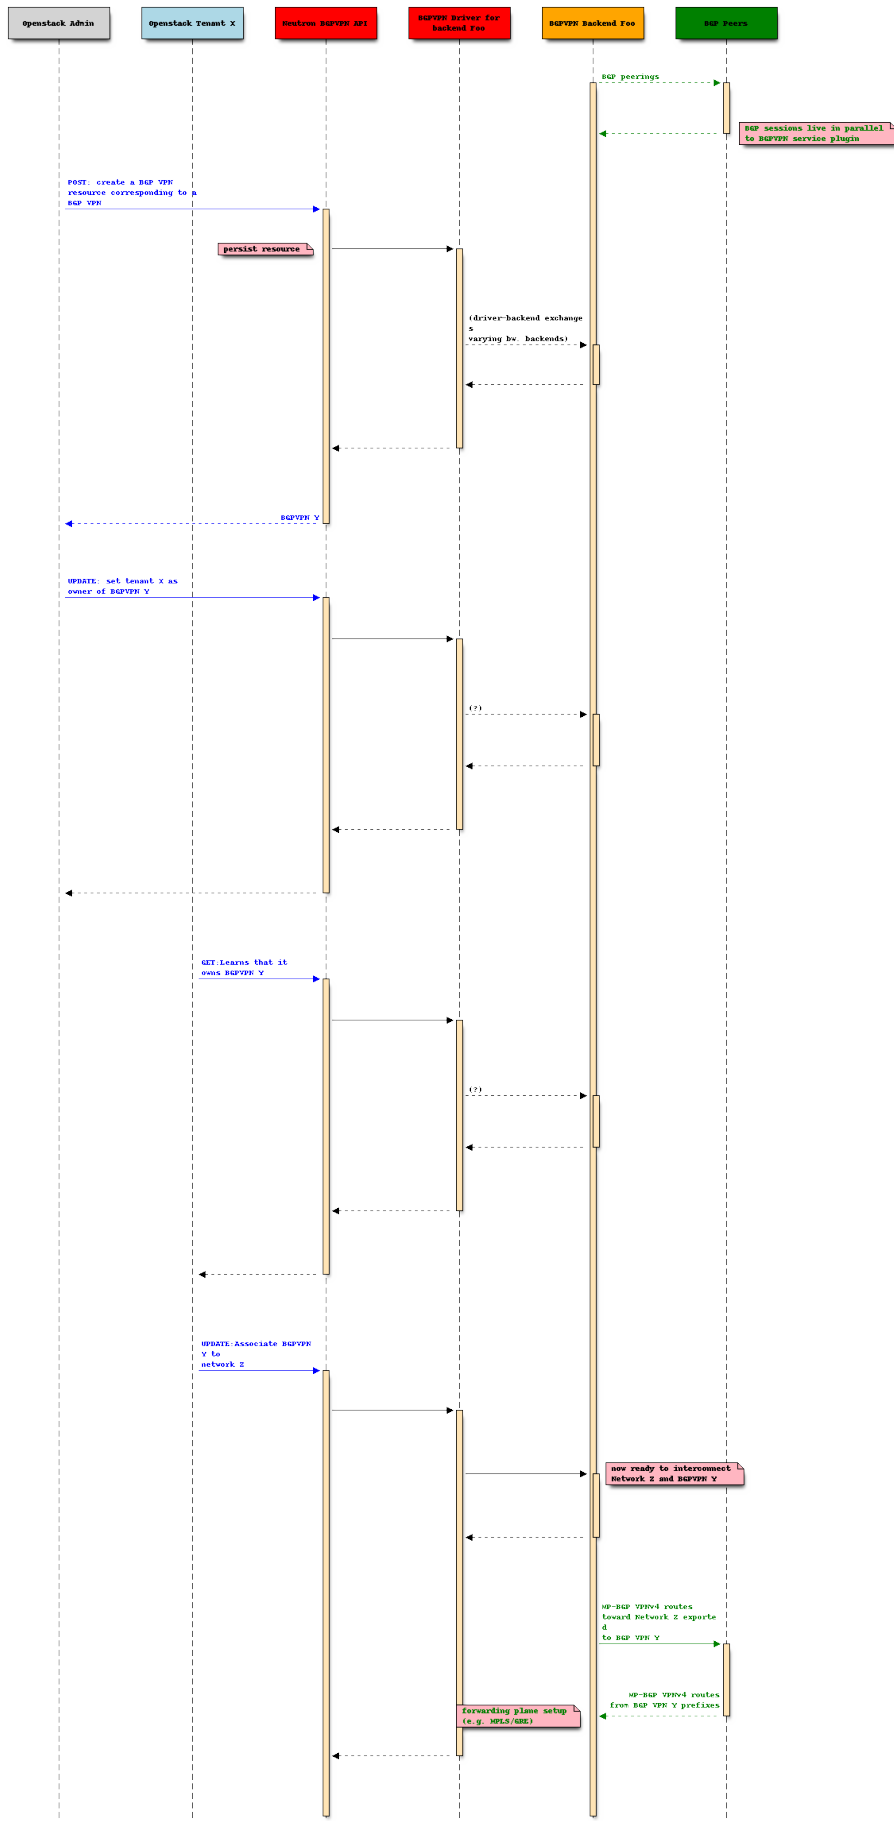 Openstack Admin
Openstack Tenant X
Neutron BGPVPN API
BGPVPN Driver for
backend Foo
BGPVPN Backend Foo
BGP Peers
BGP peerings
BGP sessions live in parallel
to BGPVPN service plugin
POST: create a BGP VPN
resource corresponding to a
BGP VPN
persist resource
(driver-backend exchange
s
varying bw. backends)
BGPVPN Y
UPDATE: set tenant X as
owner of BGPVPN Y
(?)
GET:Learns that it
owns BGPVPN Y
(?)
UPDATE:Associate BGPVPN
Y to
network Z
now ready to interconnect
Network Z and BGPVPN Y
MP-BGP VPNv4 routes
toward Network Z exporte
d
to BGP VPN Y
MP-BGP VPNv4 routes
from BGP VPN Y prefixes
forwarding plane setup
(e.g. MPLS/GRE)